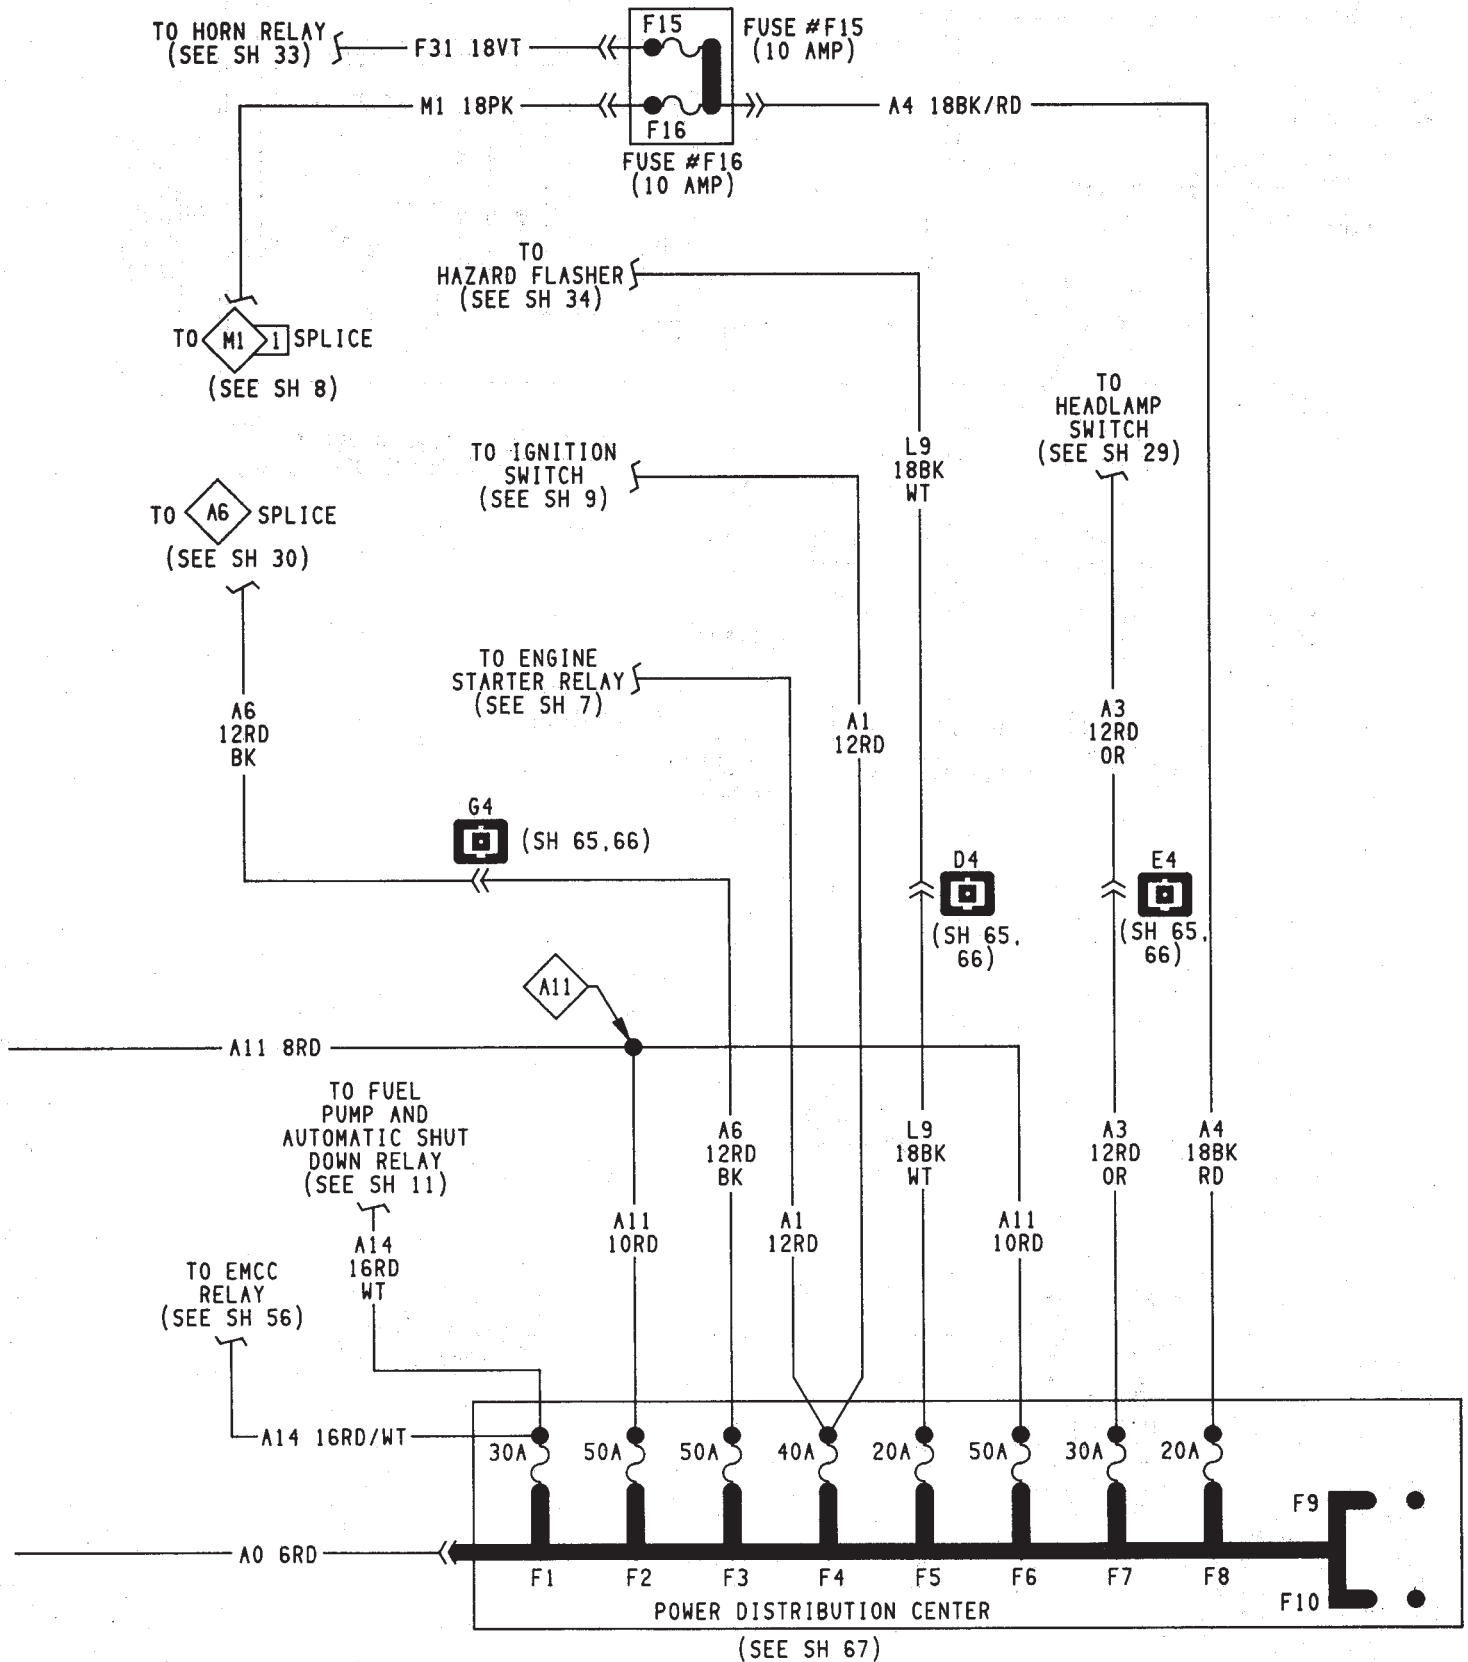 F15
TO HORN RELAY
(SEE SH 33)
F31 18VT
FUSE #F15
(10 AMP)
M1 18PK
A4 18BK/RD
F16
FUSE #F16
(10 AMP)
TO
HAZARD FLASHER
(SEE SH 34)
TO M1 1 SPLICE
(SEE SH 8)
TO
HEADLAMP
SWITCH
(SEE SH 29)
TO IGNITION
SWITCH
(SEE SH 9)
L9
18BK
WT
TO A6 SPLICE
(SEE SH 30)
TO ENGINE
STARTER RELAY
(SEE SH 7)
A6
12RD
BK
A1
12RD
A3
12RD
OR
G4
(SH 65,66)
D4
(SH 65,
66)
E4
(SH 65,
66)
A11
A11 8RD
TO FUEL
PUMP AND
AUTOMATIC SHUT
DOWN RELAY
(SEE SH 11)
A6
12RD
BK
L9
18BK
WT
A3
12RD
OR
A4
18BK
RD
A14
16RD
WT
A11
10RD
A1
12RD
A11
10RD
TO EMCC
RELAY
(SEE SH 56)
A14 16RD/WT
30A 50A 50A 40A 20A 50A 30A 20A
F9
A0 6RD
F1 F2 F3 F4 F5 F6 F7 F8
F10
POWER DISTRIBUTION CENTER
(SEE SH 67)